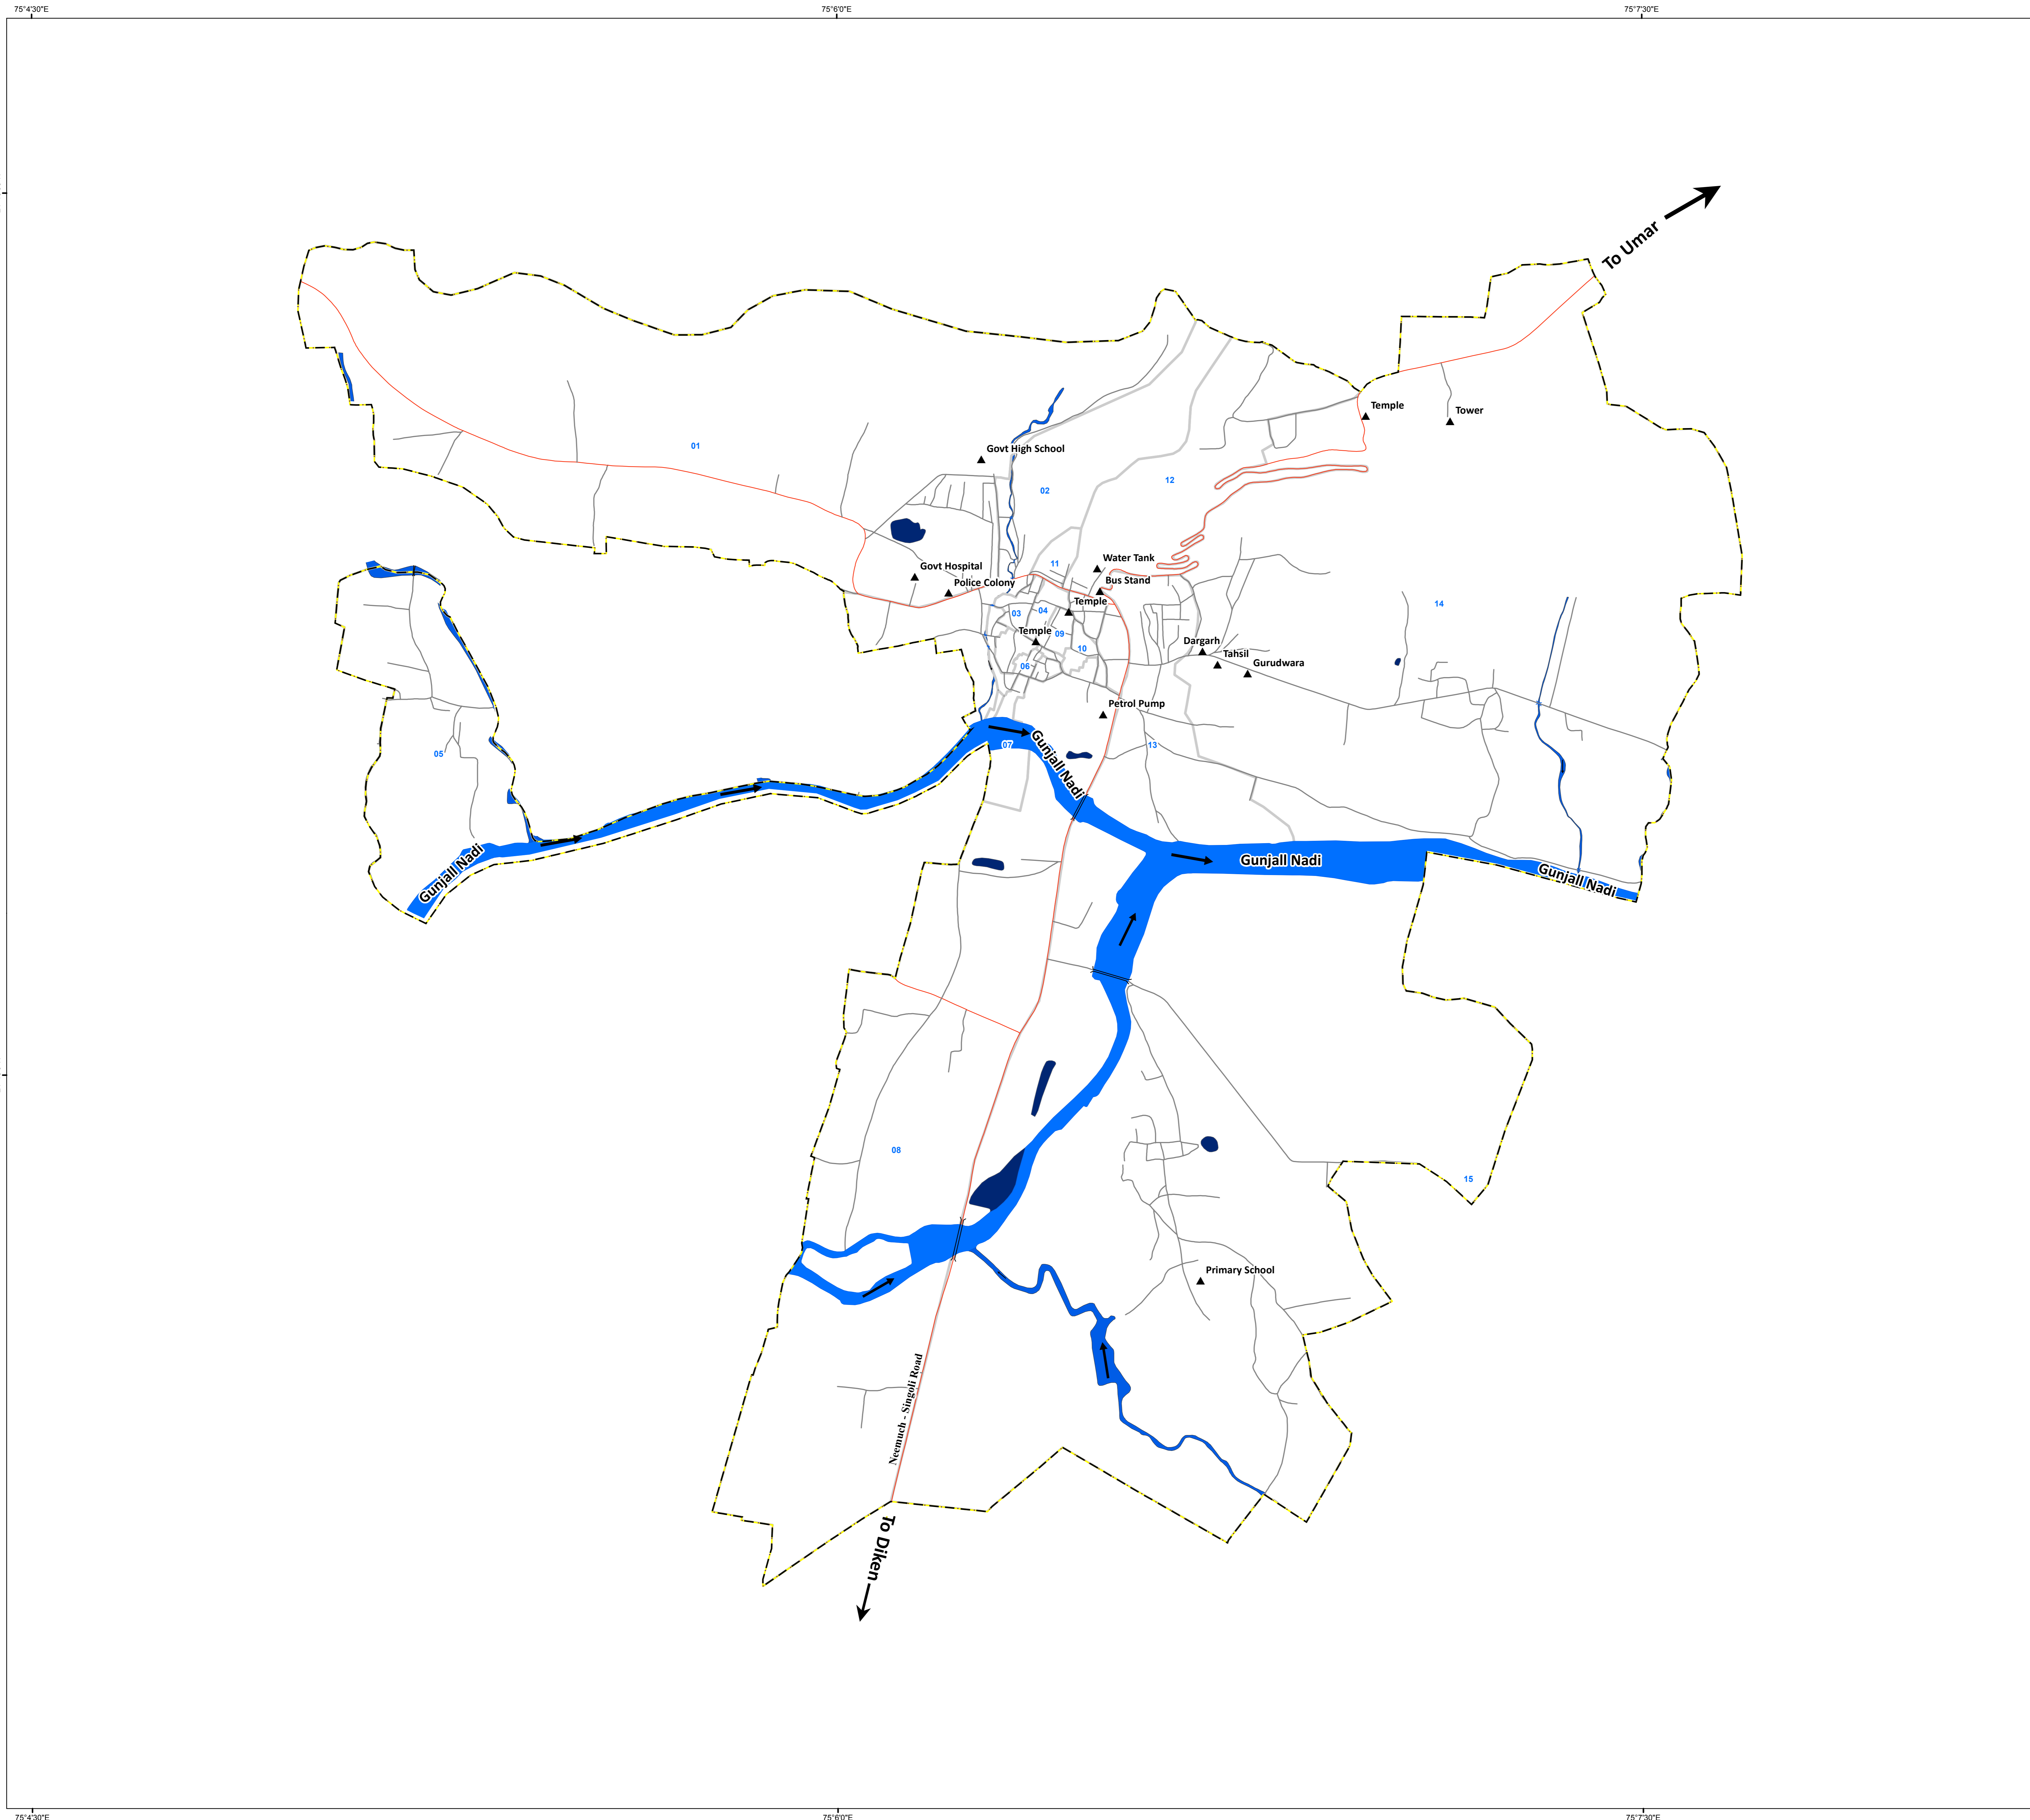 75°4'30"E
75°6'0"E
75°7'30"E
To Umar
Temple
Tower
01
Govt High School
02
12
Water Tank
11
Govt Hospital
Bus Stand
Police Colony
Temple
14
03
04
Temple
09
10
Dargarh
Tahsil
Gurudwara
06
Petrol Pump
05
07
Gunjall Nadi
13
Gunjall Nadi
Gunjall Nadi
Gunjall Nadi
08
15
Primary School
Neemuch - Singoli Road
To Diken
75°4'30"E
75°6'0"E
75°7'30"E